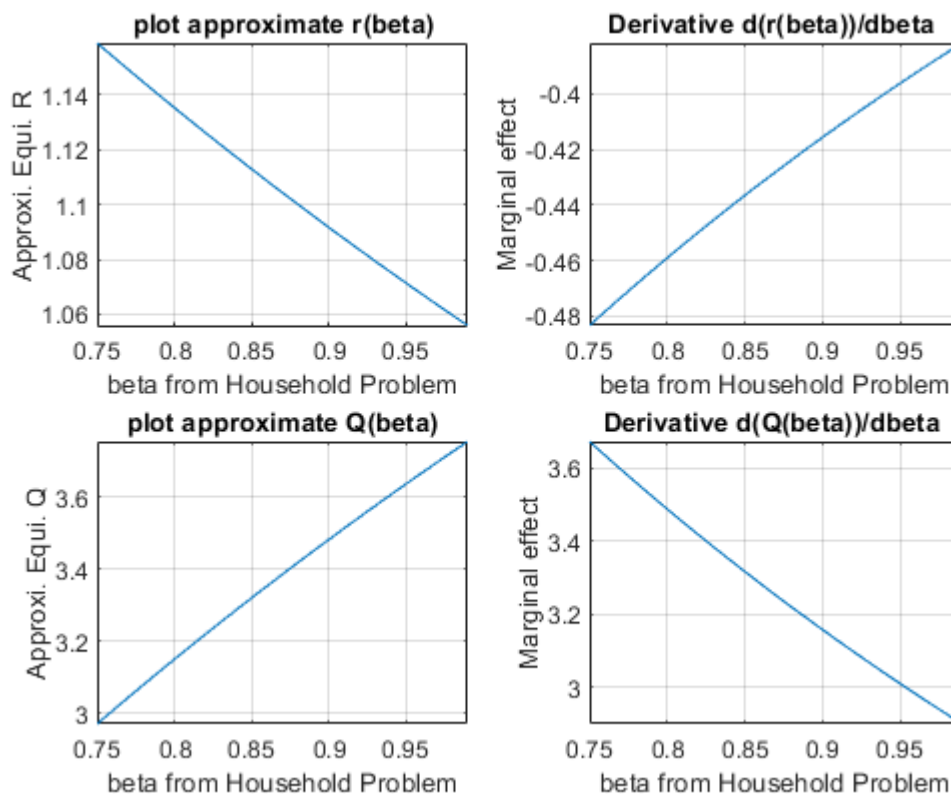 plot approximate r(beta)
Approxi. Equi. R
1.14
1.12
1.1
1.08
1.06
0.75 0.8 0.85 0.9 0.95
beta from Household Problem
Derivative d(r(beta))/dbeta
Marginal effect
-0.4
-0.42
-0.44
-0.46
-0.48
0.75 0.8 0.85 0.9 0.95
beta from Household Problem
plot approximate Q(beta)
Approxi. Equi. Q
3.6
3.4
3.2
3
0.75 0.8 0.85 0.9 0.95
beta from Household Problem
Derivative d(Q(beta))/dbeta
Marginal effect
3.6
3.4
3.2
3
0.75 0.8 0.85 0.9 0.95
beta from Household Problem